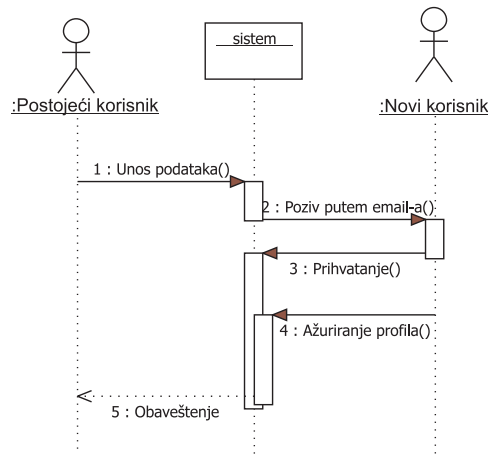 sistem
:Postojeći korisnik
:Novi korisnik
1 : Unos podataka()
2 : Poziv putem email-a()
3 : Prihvatanje()
4 : Ažuriranje profila()
5 : Obaveštenje